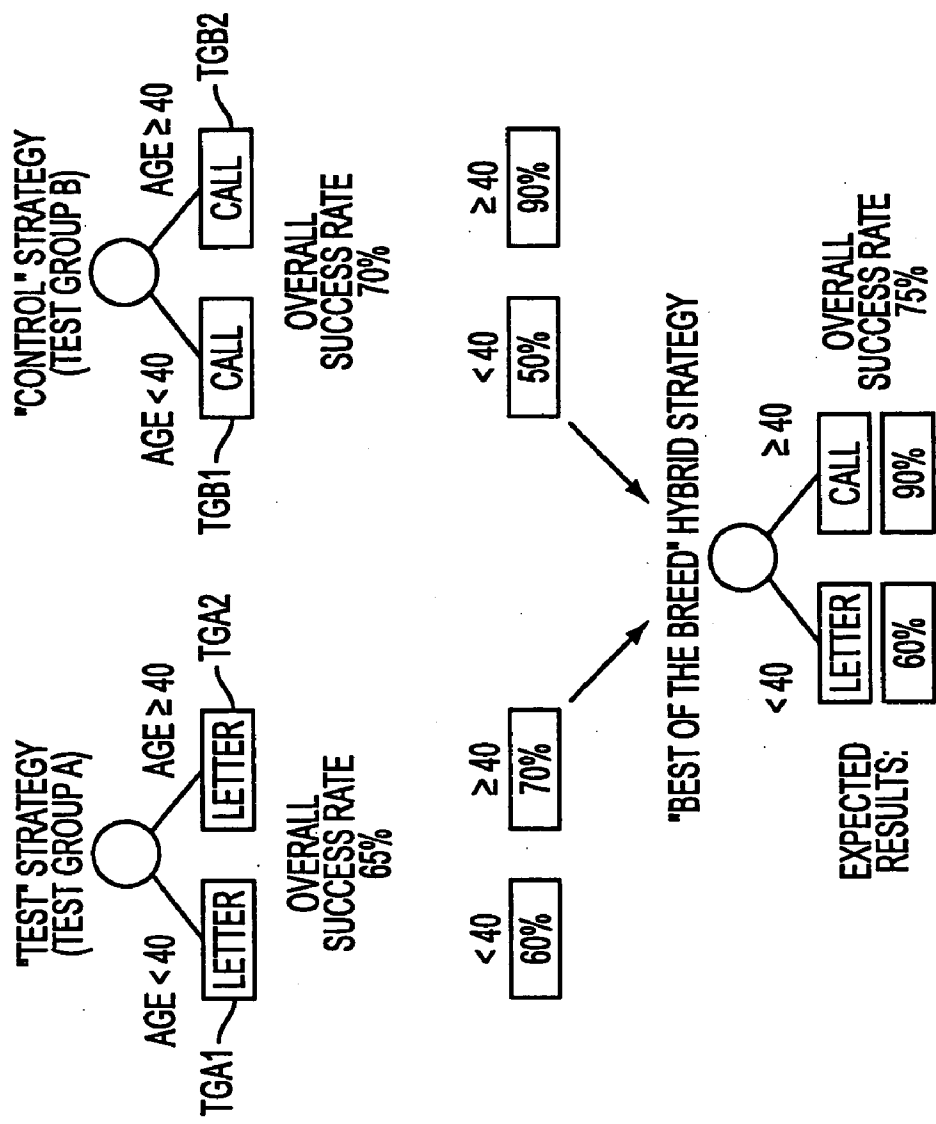 "TEST" STRATEGY
(TEST GROUP A)
AGE < 40
AGE ≥ 40
TGA1
LETTER
LETTER
TGA2
OVERALL
SUCCESS RATE
65%
< 40
≥ 40
60%
70%
"CONTROL" STRATEGY
(TEST GROUP B)
AGE < 40
AGE ≥ 40
TGB1
CALL
CALL
TGB2
OVERALL
SUCCESS RATE
70%
< 40
≥ 40
50%
90%
"BEST OF THE BREED" HYBRID STRATEGY
< 40
≥ 40
LETTER
CALL
EXPECTED
RESULTS:
60%
90%
OVERALL
SUCCESS RATE
75%